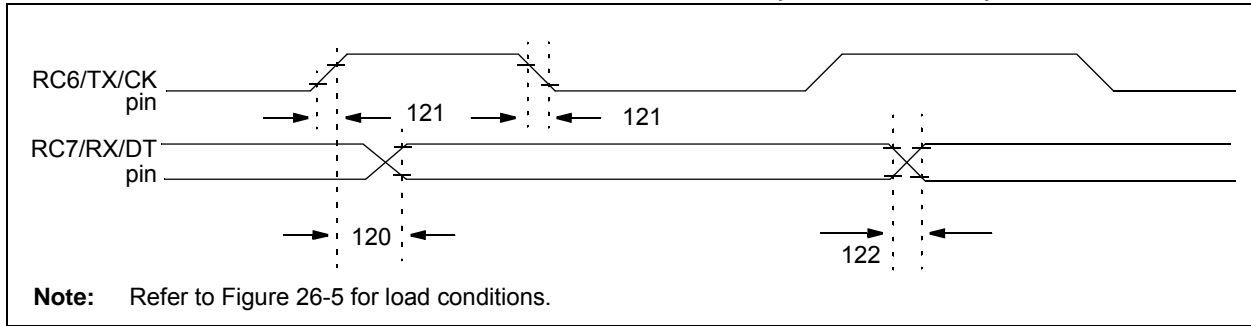 RC6/TX/CK
pin
121
121
RC7/RX/DT
pin
120
122
Note: Refer to Figure 26-5 for load conditions.